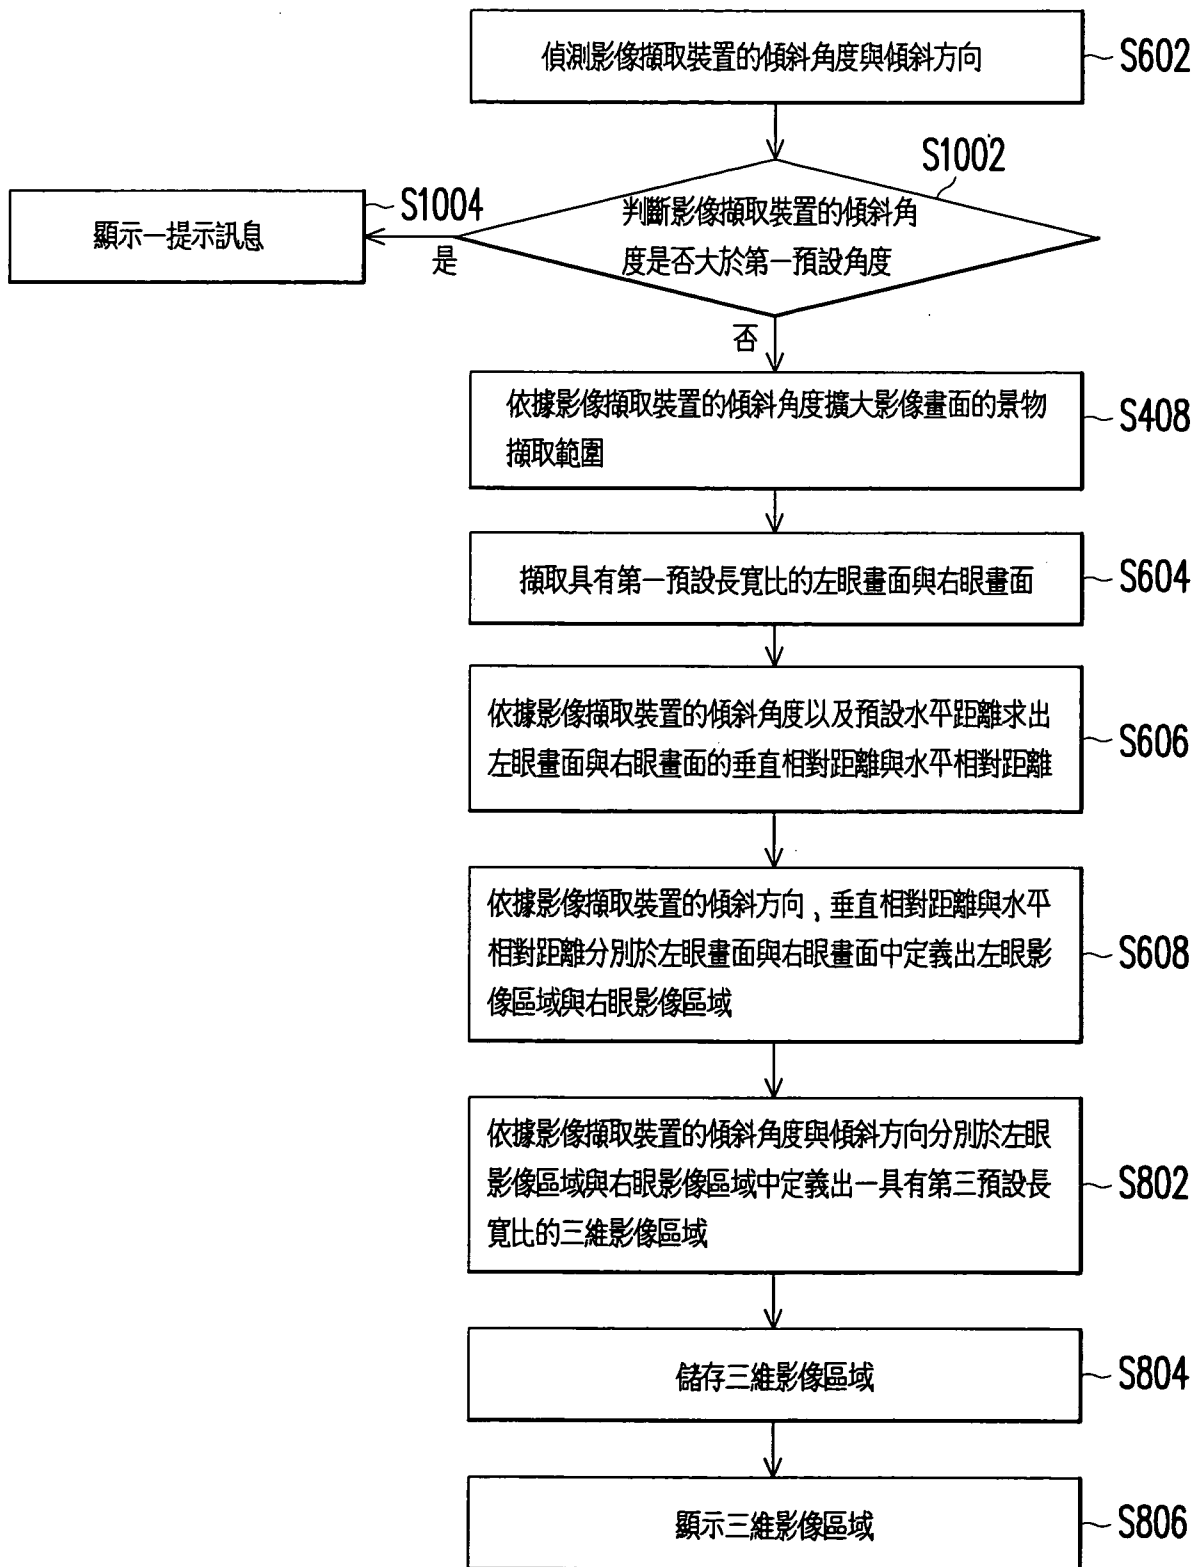 偵測影像擷取裝置的傾斜角度與傾斜方向
S602
S1002
判斷影像擷取裝置的傾斜角
度是否大於第一預設角度
S1004
顯示一提示訊息
是
否
依據影像擷取裝置的傾斜角度擴大影像畫面的景物
擷取範圍
S408
擷取具有第一預設長寬比的左眼畫面與右眼畫面
S604
依據影像擷取裝置的傾斜角度以及預設水平距離求出
左眼畫面與右眼畫面的垂直相對距離與水平相對距離
S606
依據影像擷取裝置的傾斜方向,垂直相對距離與水平
相對距離分別於左眼畫面與右眼畫面中定義出左眼影
像區域與右眼影像區域
S608
依據影像擷取裝置的傾斜角度與傾斜方向分別於左眼
影像區域與右眼影像區域中定義出一具有第三預設長
寬比的三維影像區域
S802
儲存三維影像區域
S804
顯示三維影像區域
S806